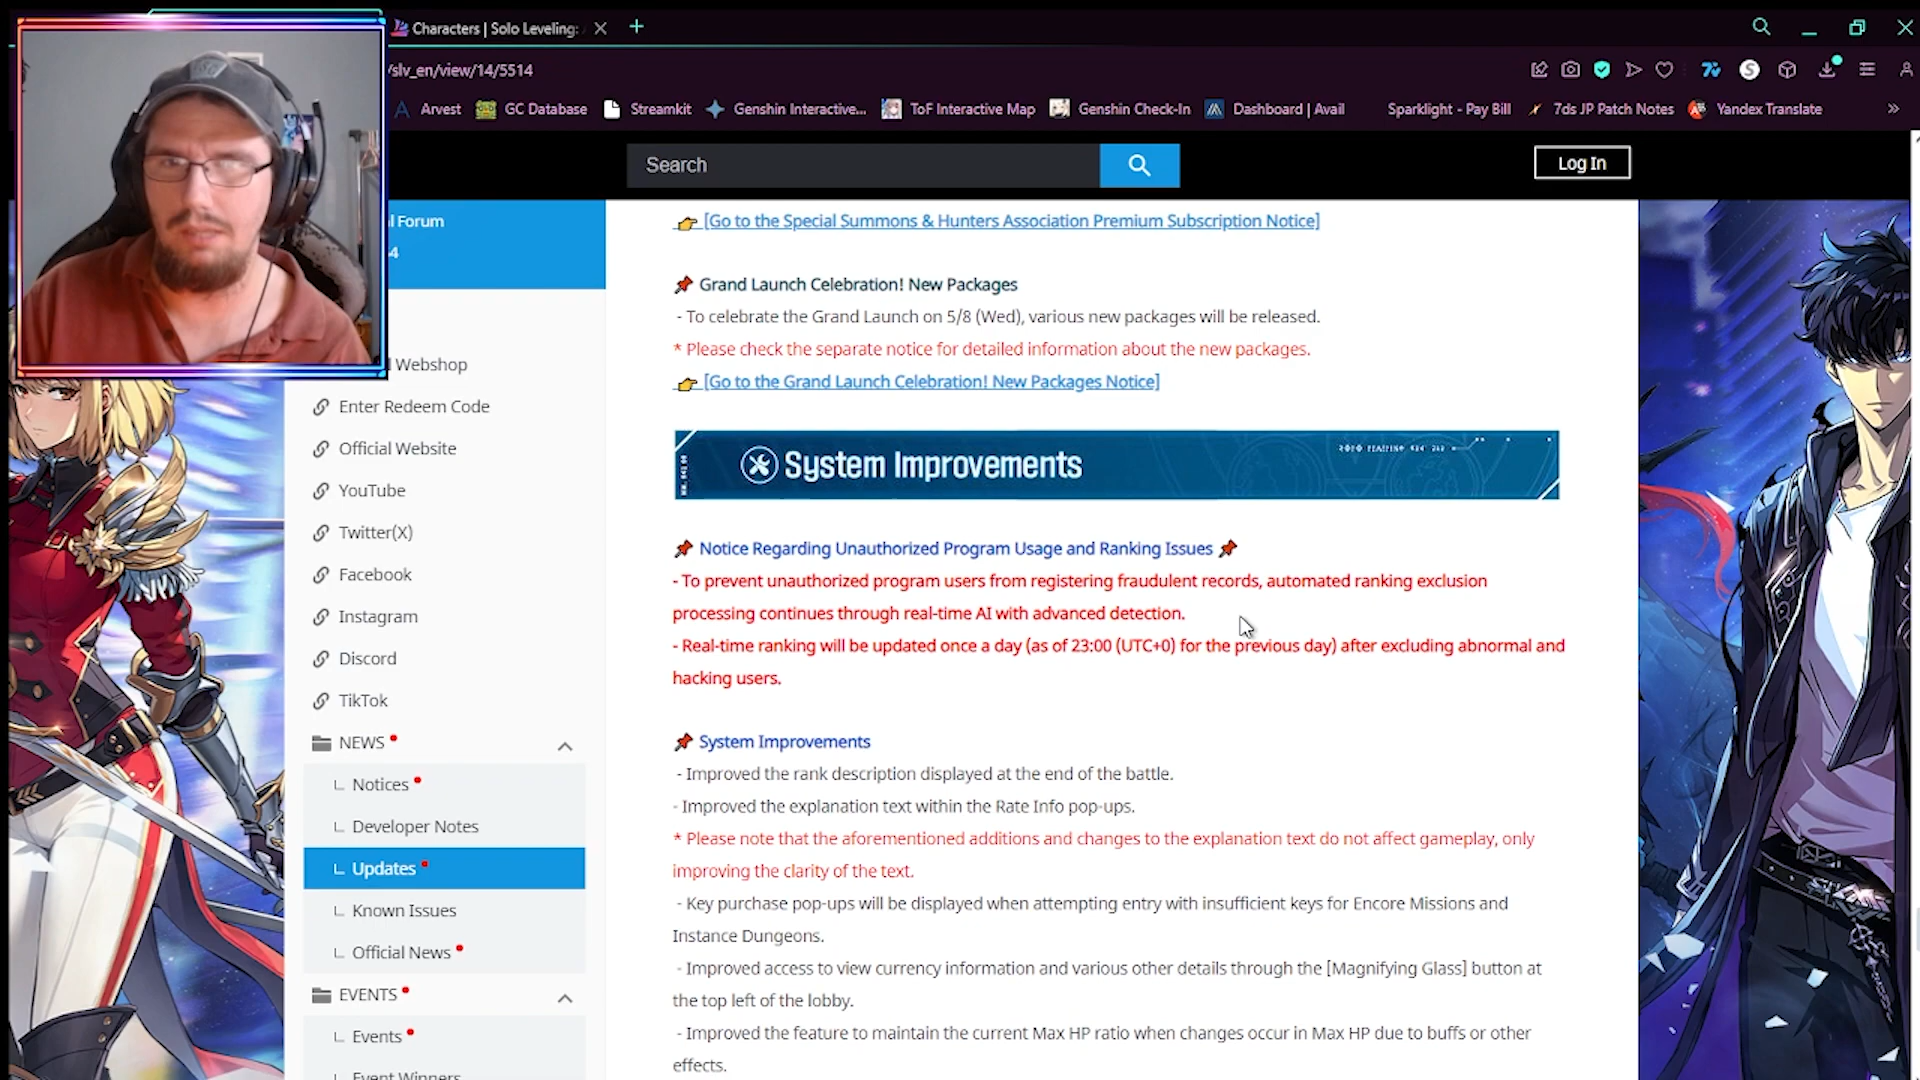 Characters | Solo Leveling:
/slv_en/view/14/5514
Arvest
GC Database
Streamkit
Genshin Interactive...
ToF Interactive Map
Genshin Check-In
Dashboard | Avail
Sparklight - Pay Bill
7ds JP Patch Notes
Yandex Translate
Search
Log In
l Forum
4
Webshop
Enter Redeem Code
Official Website
YouTube
Twitter(X)
Facebook
Instagram
Discord
TikTok
NEWS
Notices
Developer Notes
Updates
Known Issues
Official News
EVENTS
Events
Event Winners
[Go to the Special Summons & Hunters Association Premium Subscription Notice]
Grand Launch Celebration! New Packages
- To celebrate the Grand Launch on 5/8 (Wed), various new packages will be released.
* Please check the separate notice for detailed information about the new packages.
[Go to the Grand Launch Celebration! New Packages Notice]
System Improvements
Notice Regarding Unauthorized Program Usage and Ranking Issues
- To prevent unauthorized program users from registering fraudulent records, automated ranking exclusion
processing continues through real-time AI with advanced detection.
- Real-time ranking will be updated once a day (as of 23:00 (UTC+0) for the previous day) after excluding abnormal and
hacking users.
System Improvements
- Improved the rank description displayed at the end of the battle.
- Improved the explanation text within the Rate Info pop-ups.
* Please note that the aforementioned additions and changes to the explanation text do not affect gameplay, only
improving the clarity of the text.
- Key purchase pop-ups will be displayed when attempting entry with insufficient keys for Encore Missions and
Instance Dungeons.
- Improved access to view currency information and various other details through the [Magnifying Glass] button at
the top left of the lobby.
- Improved the feature to maintain the current Max HP ratio when changes occur in Max HP due to buffs or other
effects.